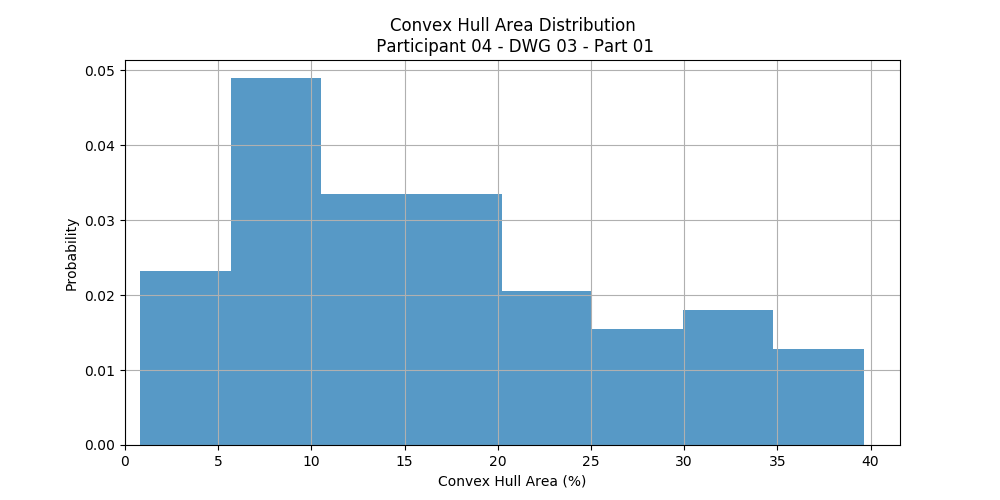 Convex Hull Area Distribution
Participant 04 - DWG 03 - Part 01
0.05
0.04
0.03
0.02
0.01
0.00
Probability
0 5 10 15 20 25 30 35 40
Convex Hull Area (%)